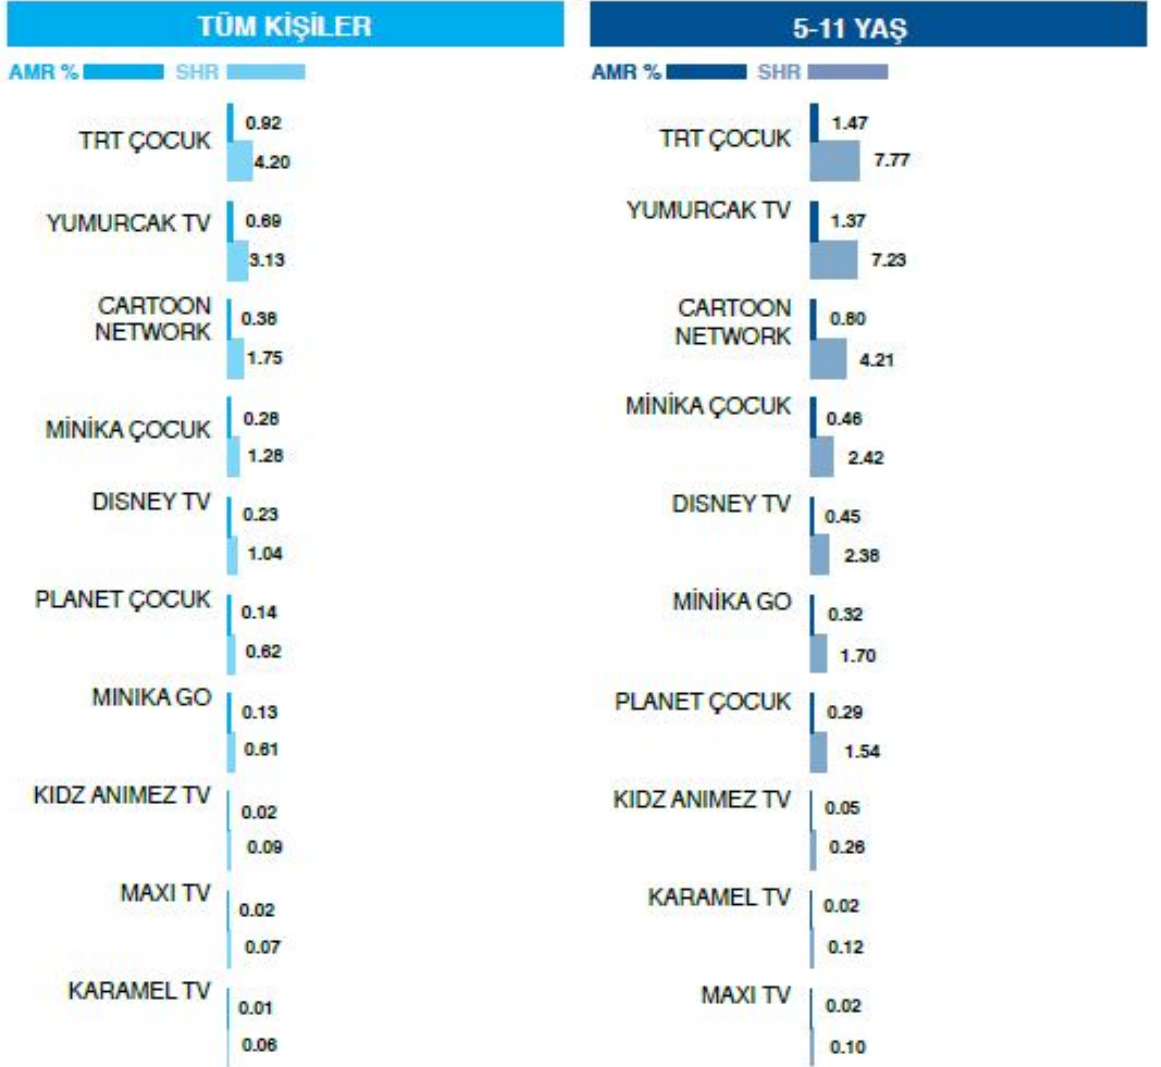 TÜM KİŞİLER
AMR % SHR
TRT ÇOCUK
0.92
4.20
YUMURCAK TV
0.69
3.13
CARTOON
NETWORK
0.38
1.75
MİNİKA ÇOCUK
0.28
1.28
DISNEY TV
0.23
1.04
PLANET ÇOCUK
0.14
0.62
MINIKA GO
0.13
0.61
KIDZ ANIMEZ TV
0.02
0.09
MAXI TV
0.02
0.07
KARAMEL TV
0.01
0.06
5-11 YAŞ
AMR % SHR
TRT ÇOCUK
1.47
7.77
YUMURCAK TV
1.37
7.23
CARTOON
NETWORK
0.80
4.21
MİNİKA ÇOCUK
0.46
2.42
DISNEY TV
0.45
2.38
MİNİKA GO
0.32
1.70
PLANET ÇOCUK
0.29
1.54
KIDZ ANIMEZ TV
0.05
0.26
KARAMEL TV
0.02
0.12
MAXI TV
0.02
0.10